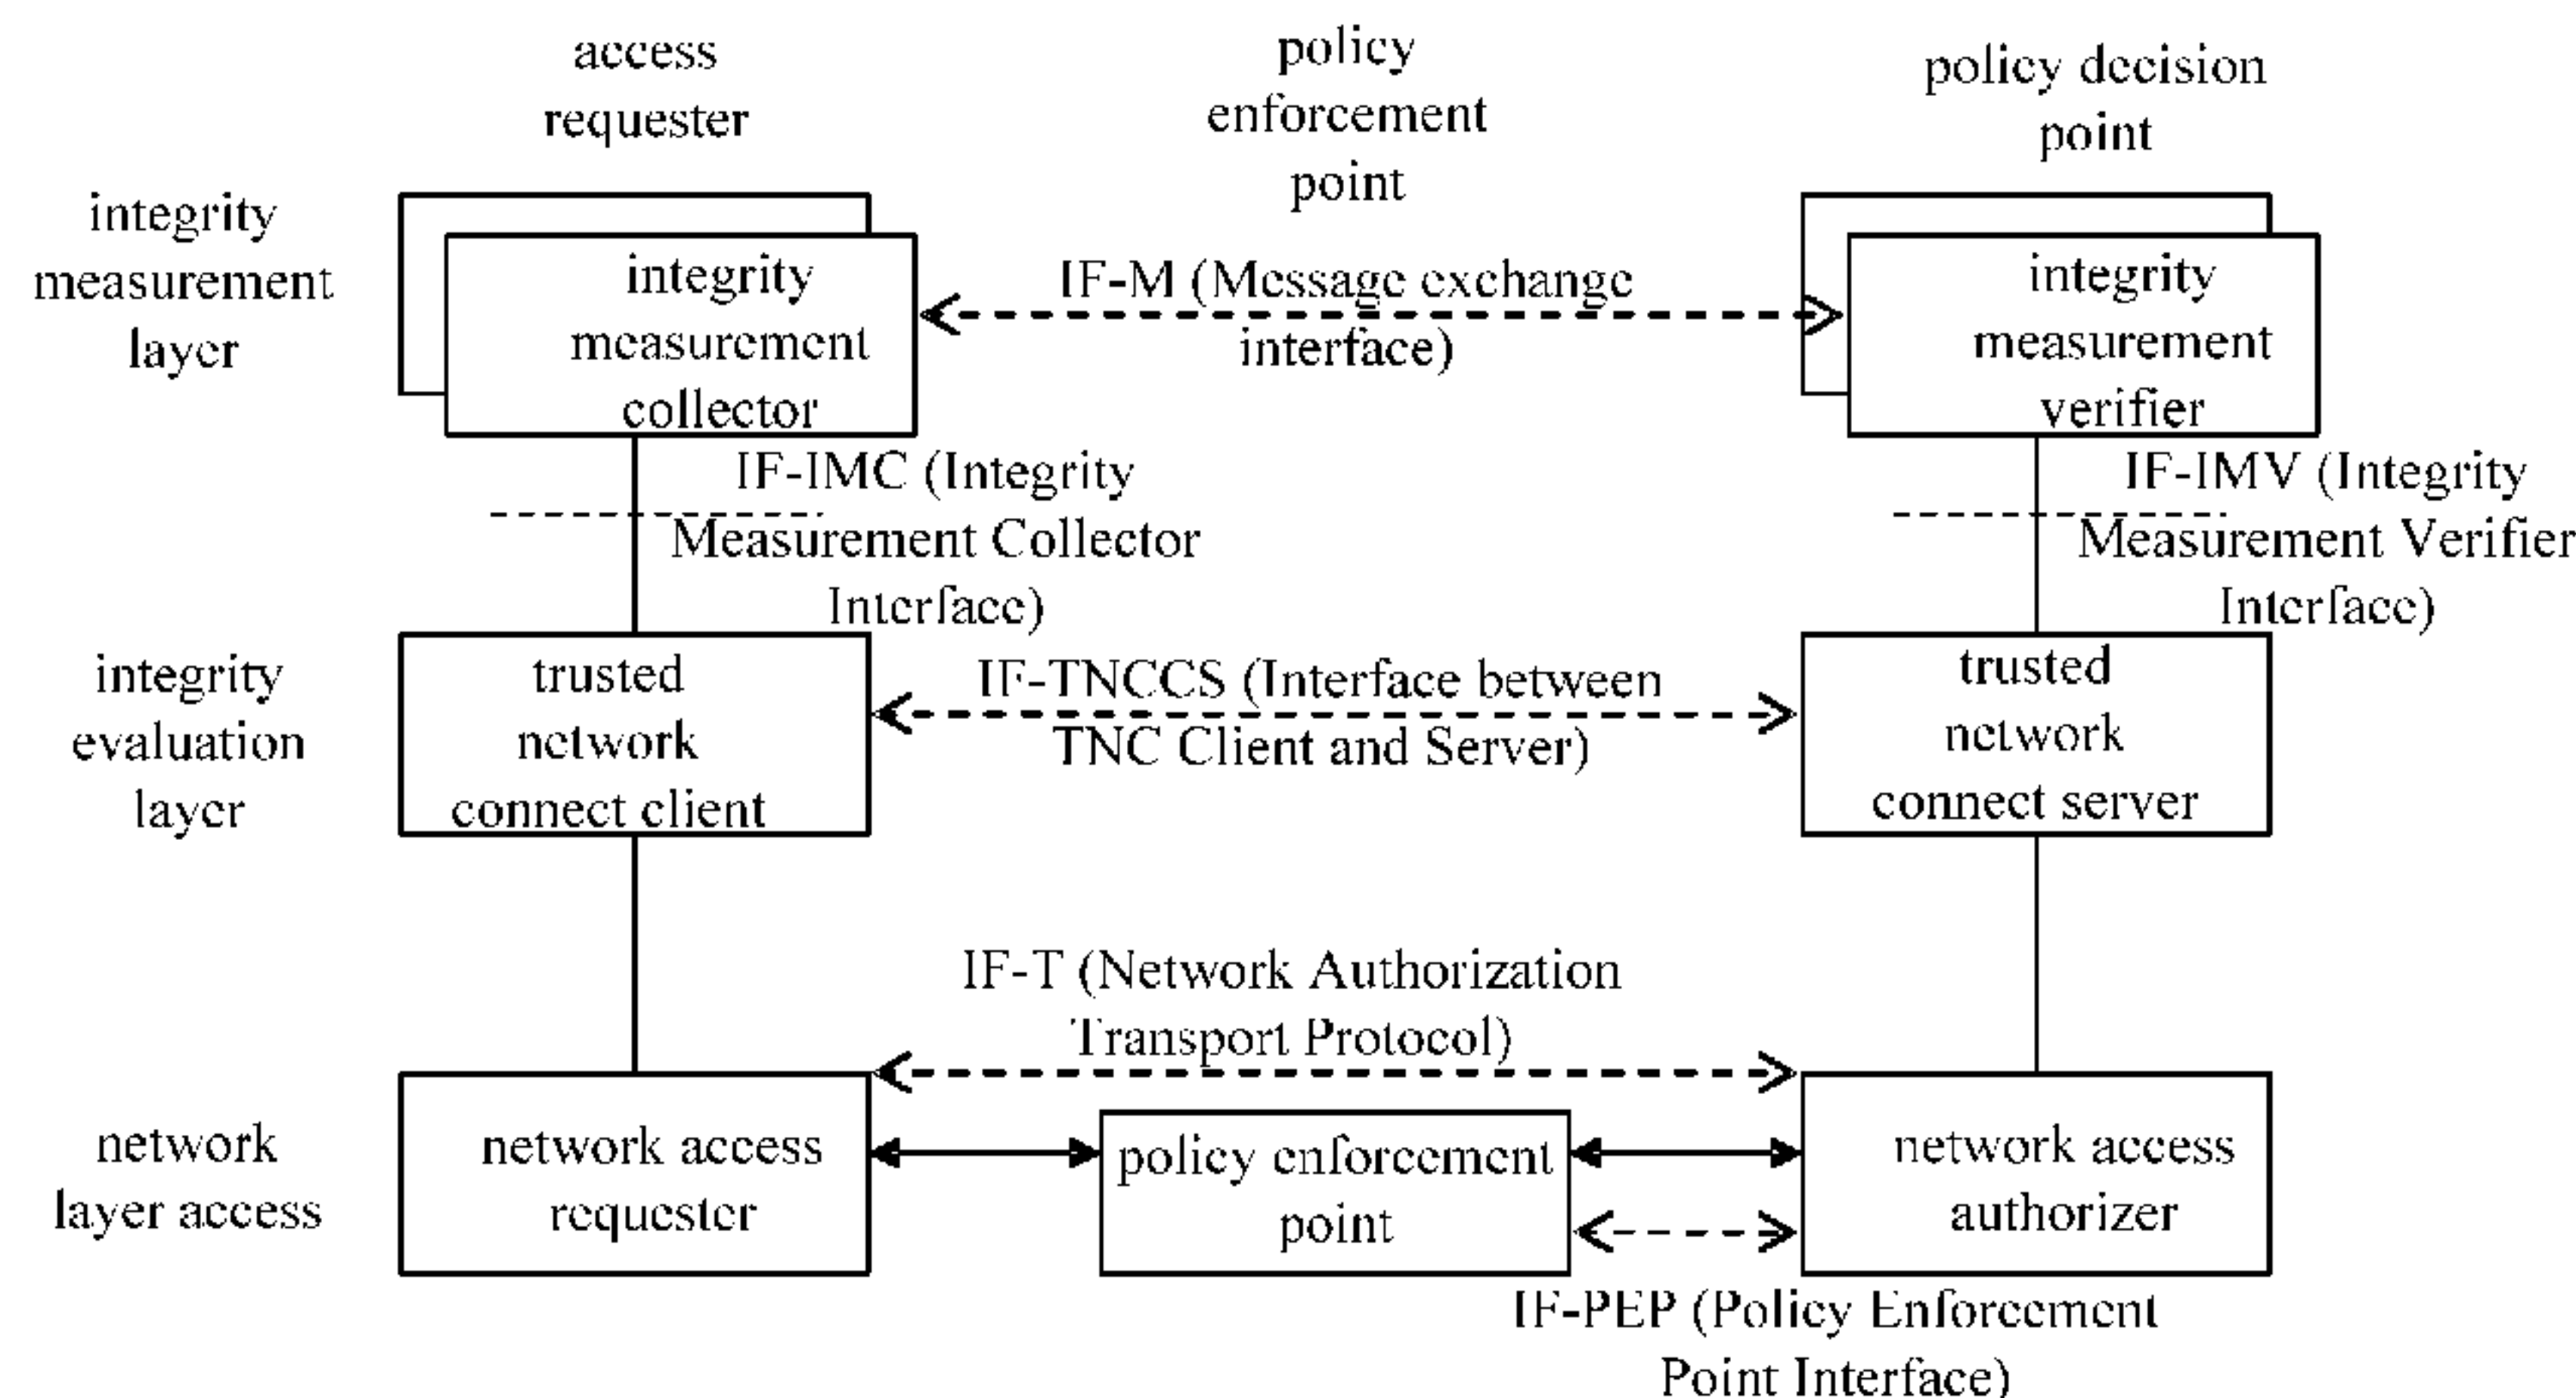 access
requester
policy
enforcement
point
policy decision
point
integrity
measurement
layer
integrity
measurement
collector
IF-M (Message exchange
interface)
integrity
measurement
verifier
IF-IMC (Integrity
Measurement Collector
Interface)
IF-IMV (Integrity
Measurement Verifier
Interface)
integrity
evaluation
layer
trusted
network
connect client
IF-TNCCS (Interface between
TNC Client and Server)
trusted
network
connect server
IF-T (Network Authorization
Transport Protocol)
network
layer access
network access
requester
policy enforcement
point
network access
authorizer
IF-PEP (Policy Enforcement
Point Interface)